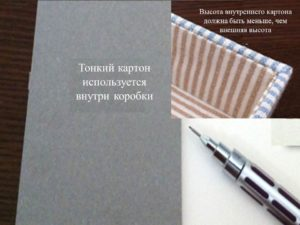 Высота внутреннего картона
должна быть меньше, чем
внешняя высота
Тонкий картон
используется
внутри коробки